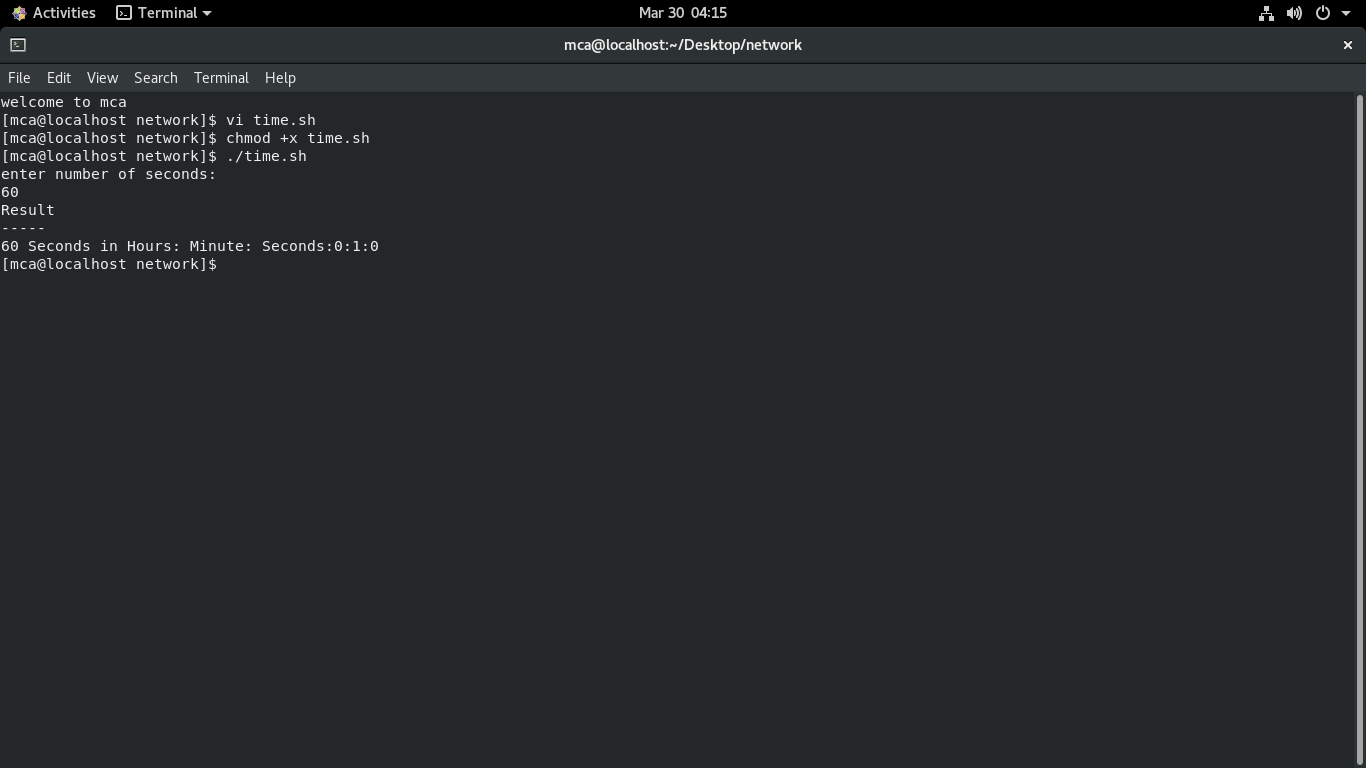 Activities Terminal Mar 30 04:15
mca@localhost:~/Desktop/network
File Edit View Search Terminal Help
welcome to mca
[mca@localhost network]$ vi time.sh
[mca@localhost network]$ chmod +x time.sh
[mca@localhost network]$ ./time.sh
enter number of seconds:
60
Result
-----
60 Seconds in Hours: Minute: Seconds:0:1:0
[mca@localhost network]$